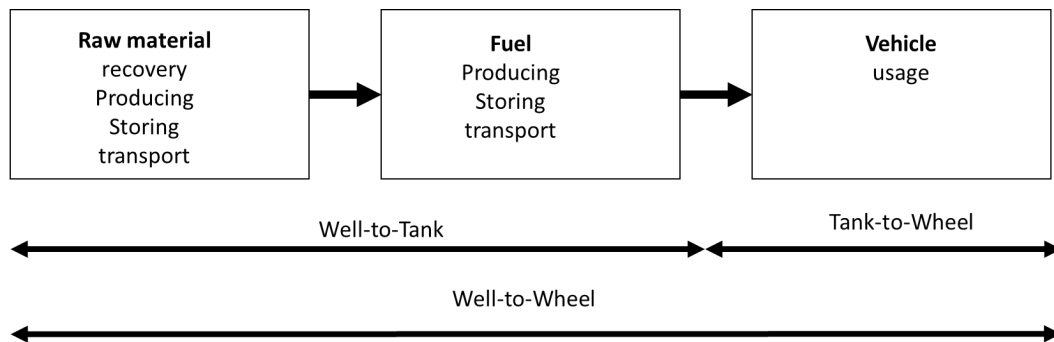 Raw material
recovery
Producing
Storing
transport
Fuel
Producing
Storing
transport
Vehicle
usage
Well-to-Tank
Tank-to-Wheel
Well-to-Wheel